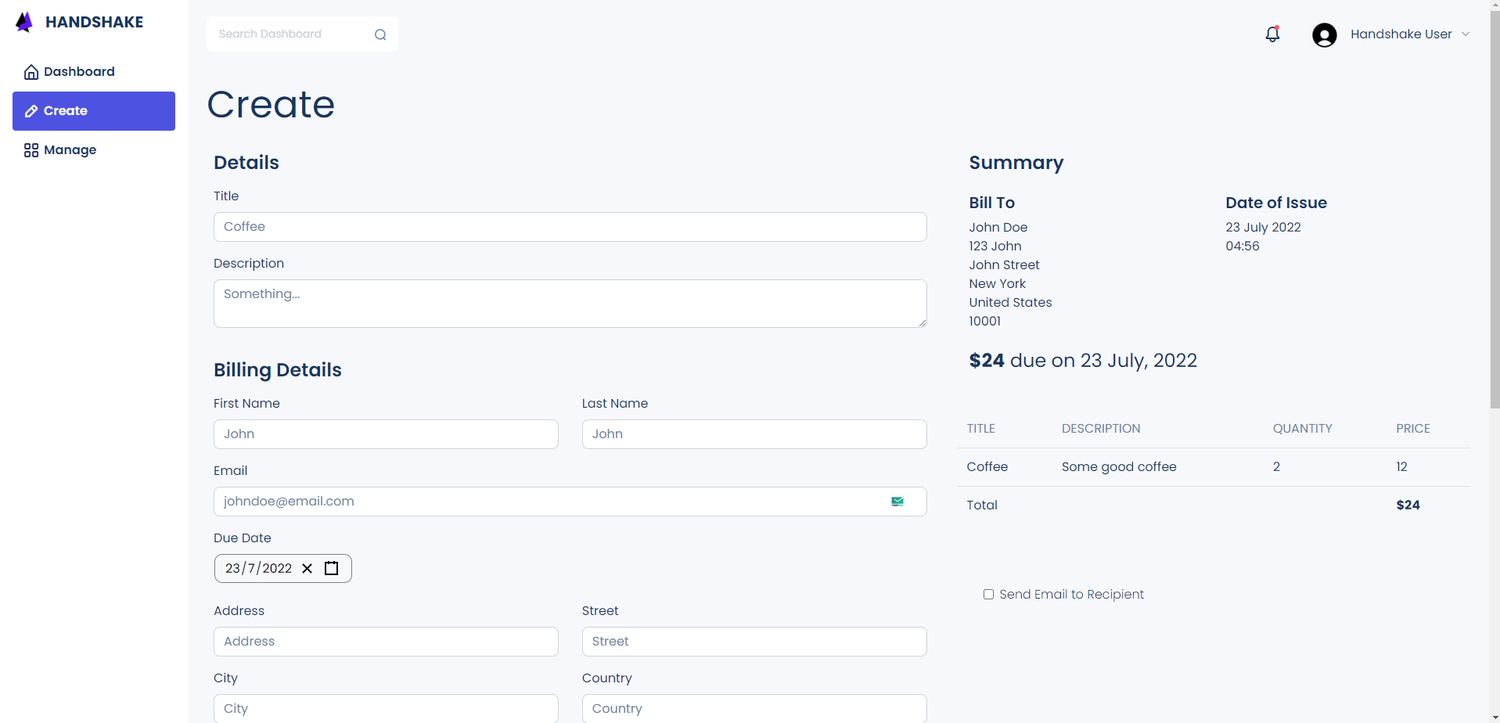 HANDSHAKE
Search Dashboard
Handshake User
Dashboard
Create
Manage
Create
Details
Title
Coffee
Description
Something...
Billing Details
First Name Last Name
John John
Email
johndoe@email.com
Due Date
23/7/2022
Address Street
Address Street
City Country
City Country
Summary
Bill To Date of Issue
John Doe 23 July 2022
123 John 04:56
John Street
New York
United States
10001
$24 due on 23 July, 2022
TITLE DESCRIPTION QUANTITY PRICE
Coffee Some good coffee 2 12
Total $24
Send Email to Recipient